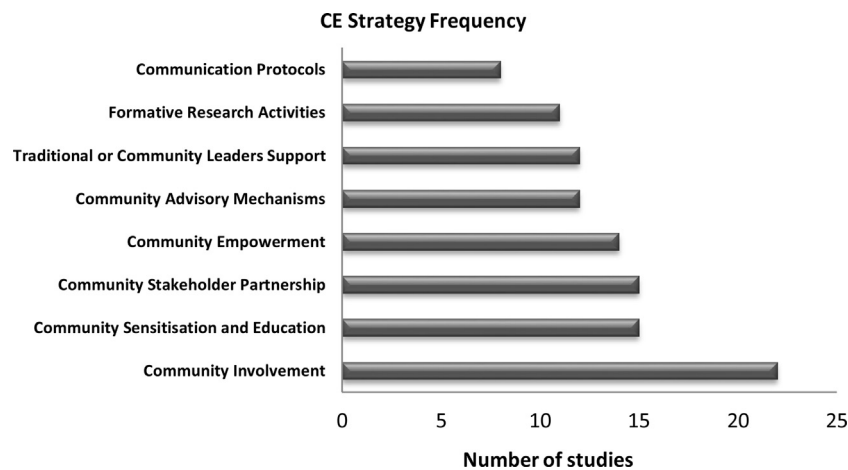 CE Strategy Frequency
Communication Protocols
Formative Research Activities
Traditional or Community Leaders Support
Community Advisory Mechanisms
Community Empowerment
Community Stakeholder Partnership
Community Sensitisation and Education
Community Involvement
0 5 10 15 20 25
Number of studies